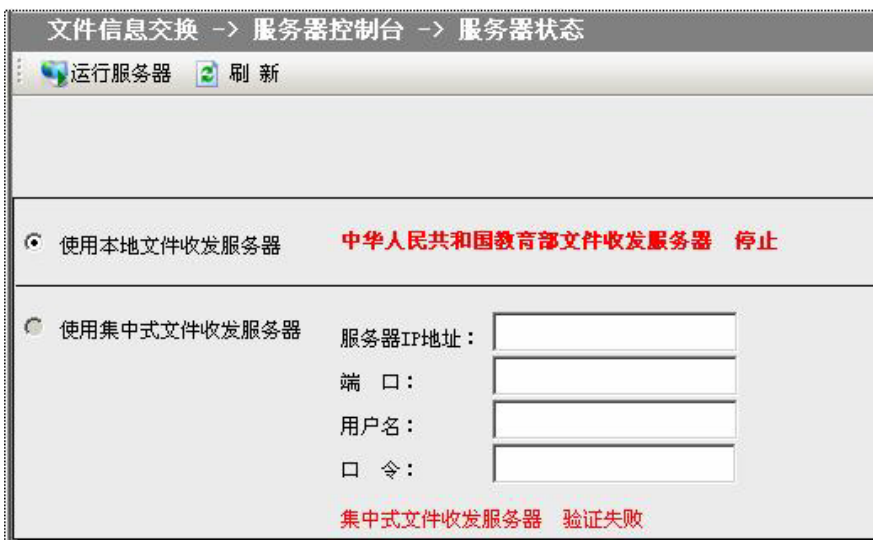 文件信息交换 -> 服务器控制台 -> 服务器状态
运行服务器 刷 新
使用本地文件收发服务器 中华人民共和国教育部文件收发服务器 停止
使用集中式文件收发服务器
服务器IP地址：
端 口：
用户名：
口 令：
集中式文件收发服务器 验证失败